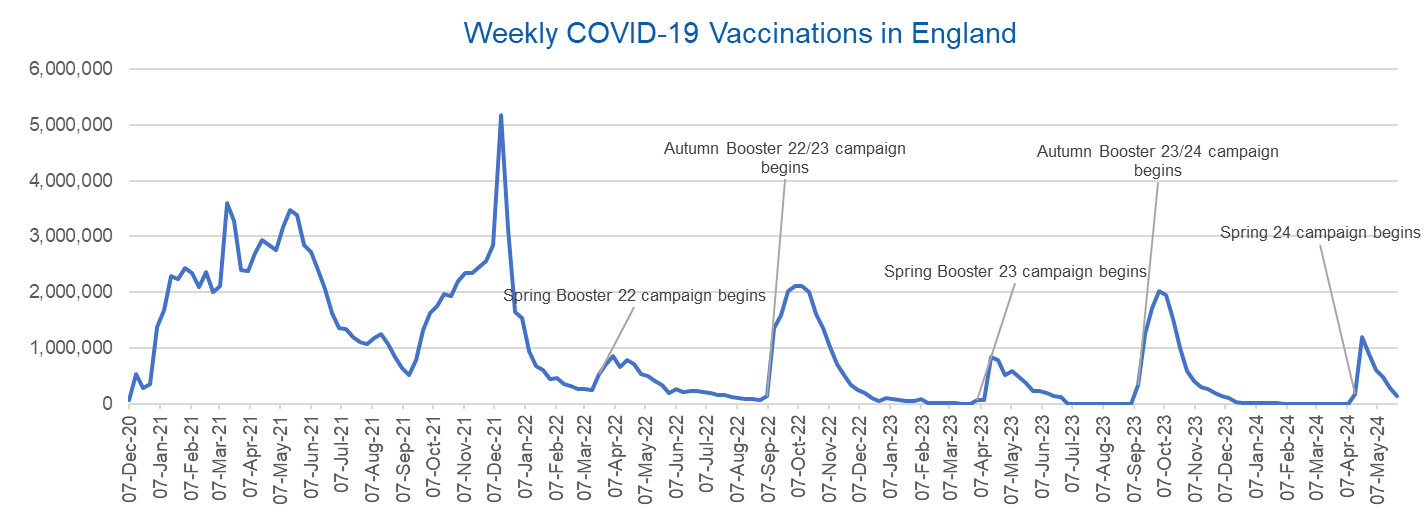 Weekly COVID-19 Vaccinations in England
6,000,000
5,000,000
4,000,000
3,000,000
2,000,000
1,000,000
0
Autumn Booster 22/23 campaign
begins
Autumn Booster 23/24 campaign
begins
Spring 24 campaign begins
Spring Booster 23 campaign begins
Spring Booster 22 campaign begins
07-Dec-20
07-Jan-21
07-Feb-21
07-Mar-21
07-Apr-21
07-May-21
07-Jun-21
07-Jul-21
07-Aug-21
07-Sep-21
07-Oct-21
07-Nov-21
07-Dec-21
07-Jan-22
07-Feb-22
07-Mar-22
07-Apr-22
07-May-22
07-Jun-22
07-Jul-22
07-Aug-22
07-Sep-22
07-Oct-22
07-Nov-22
07-Dec-22
07-Jan-23
07-Feb-23
07-Mar-23
07-Apr-23
07-May-23
07-Jun-23
07-Jul-23
07-Aug-23
07-Sep-23
07-Oct-23
07-Nov-23
07-Dec-23
07-Jan-24
07-Feb-24
07-Mar-24
07-Apr-24
07-May-24